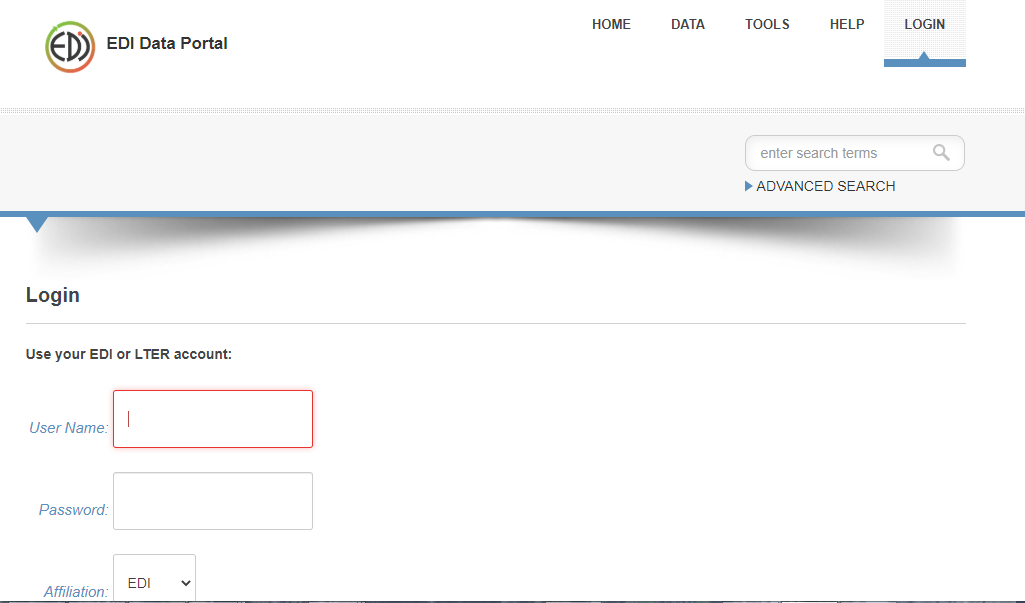 EDI
EDI Data Portal
HOME DATA TOOLS HELP LOGIN
enter search terms
ADVANCED SEARCH
Login
Use your EDI or LTER account:
User Name:
Password:
Affiliation: EDI